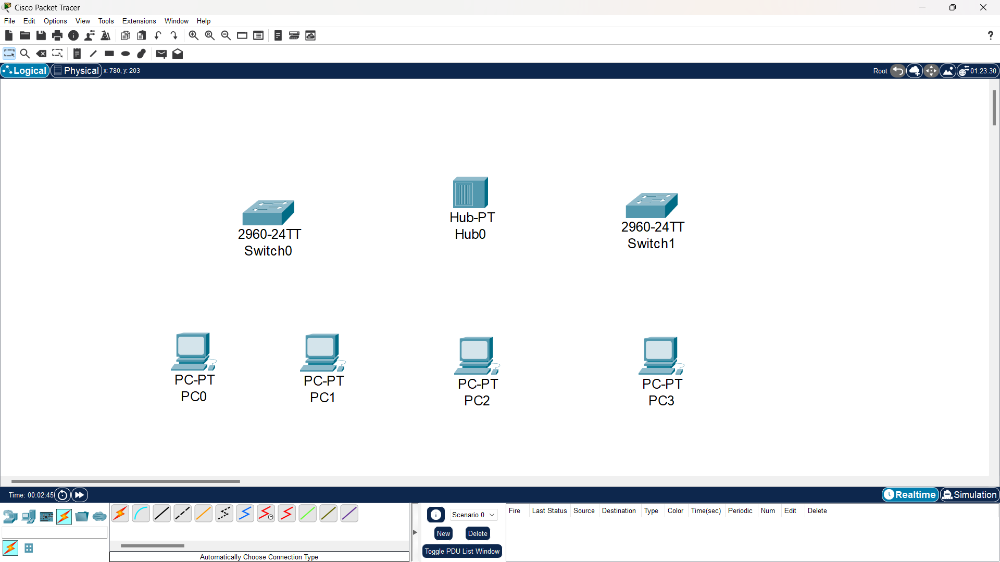 Cisco Packet Tracer
File Edit Options View Tools Extensions Window Help
Logical Physical x: 780, y: 203 Root 01:23:30
Hub-PT
Hub0
2960-24TT
Switch0
2960-24TT
Switch1
PC-PT
PC0
PC-PT
PC1
PC-PT
PC2
PC-PT
PC3
Time: 00:02:45 Realtime Simulation
Scenario 0
New Delete
Toggle PDU List Window
Fire Last Status Source Destination Type Color Time(sec) Periodic Num Edit Delete
Automatically Choose Connection Type